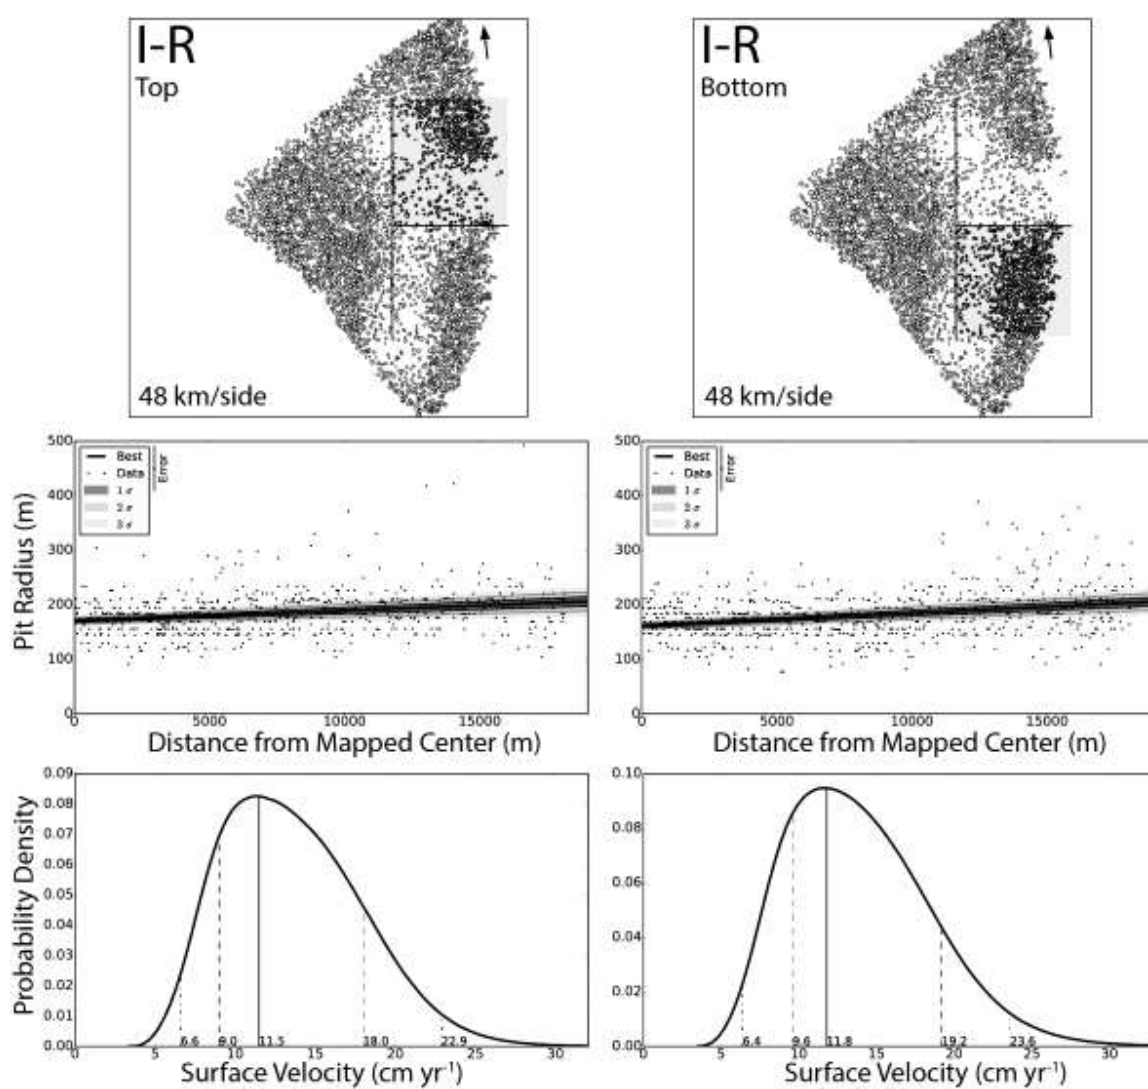 I-R
Top
48 km/side
I-R
Bottom
48 km/side
Pit Radius (m)
500
400
300
200
100
0
Best
Data
1 σ
2 σ
3 σ
Error
0 5000 10000 15000
Distance from Mapped Center (m)
500
400
300
200
100
0
Best
Data
1 σ
2 σ
3 σ
Error
0 5000 10000 15000
Distance from Mapped Center (m)
Probability Density
0.09
0.08
0.07
0.06
0.05
0.04
0.03
0.02
0.01
0.00
6.6 9.0 11.5 18.0 22.9
0 5 10 15 20 25 30
Surface Velocity (cm yr⁻¹)
0.10
0.08
0.06
0.04
0.02
0.00
6.4 9.6 11.8 19.2 23.6
0 5 10 15 20 25 30
Surface Velocity (cm yr⁻¹)